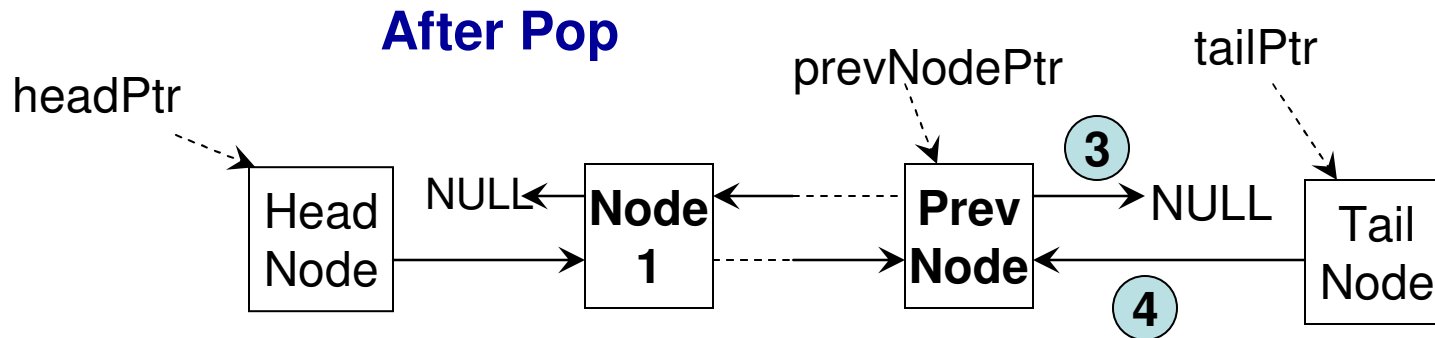 After Pop
headPtr
prevNodePtr
tailPtr
3
NULL
Head
Node
Node
1
Prev
Node
NULL
Tail
Node
4